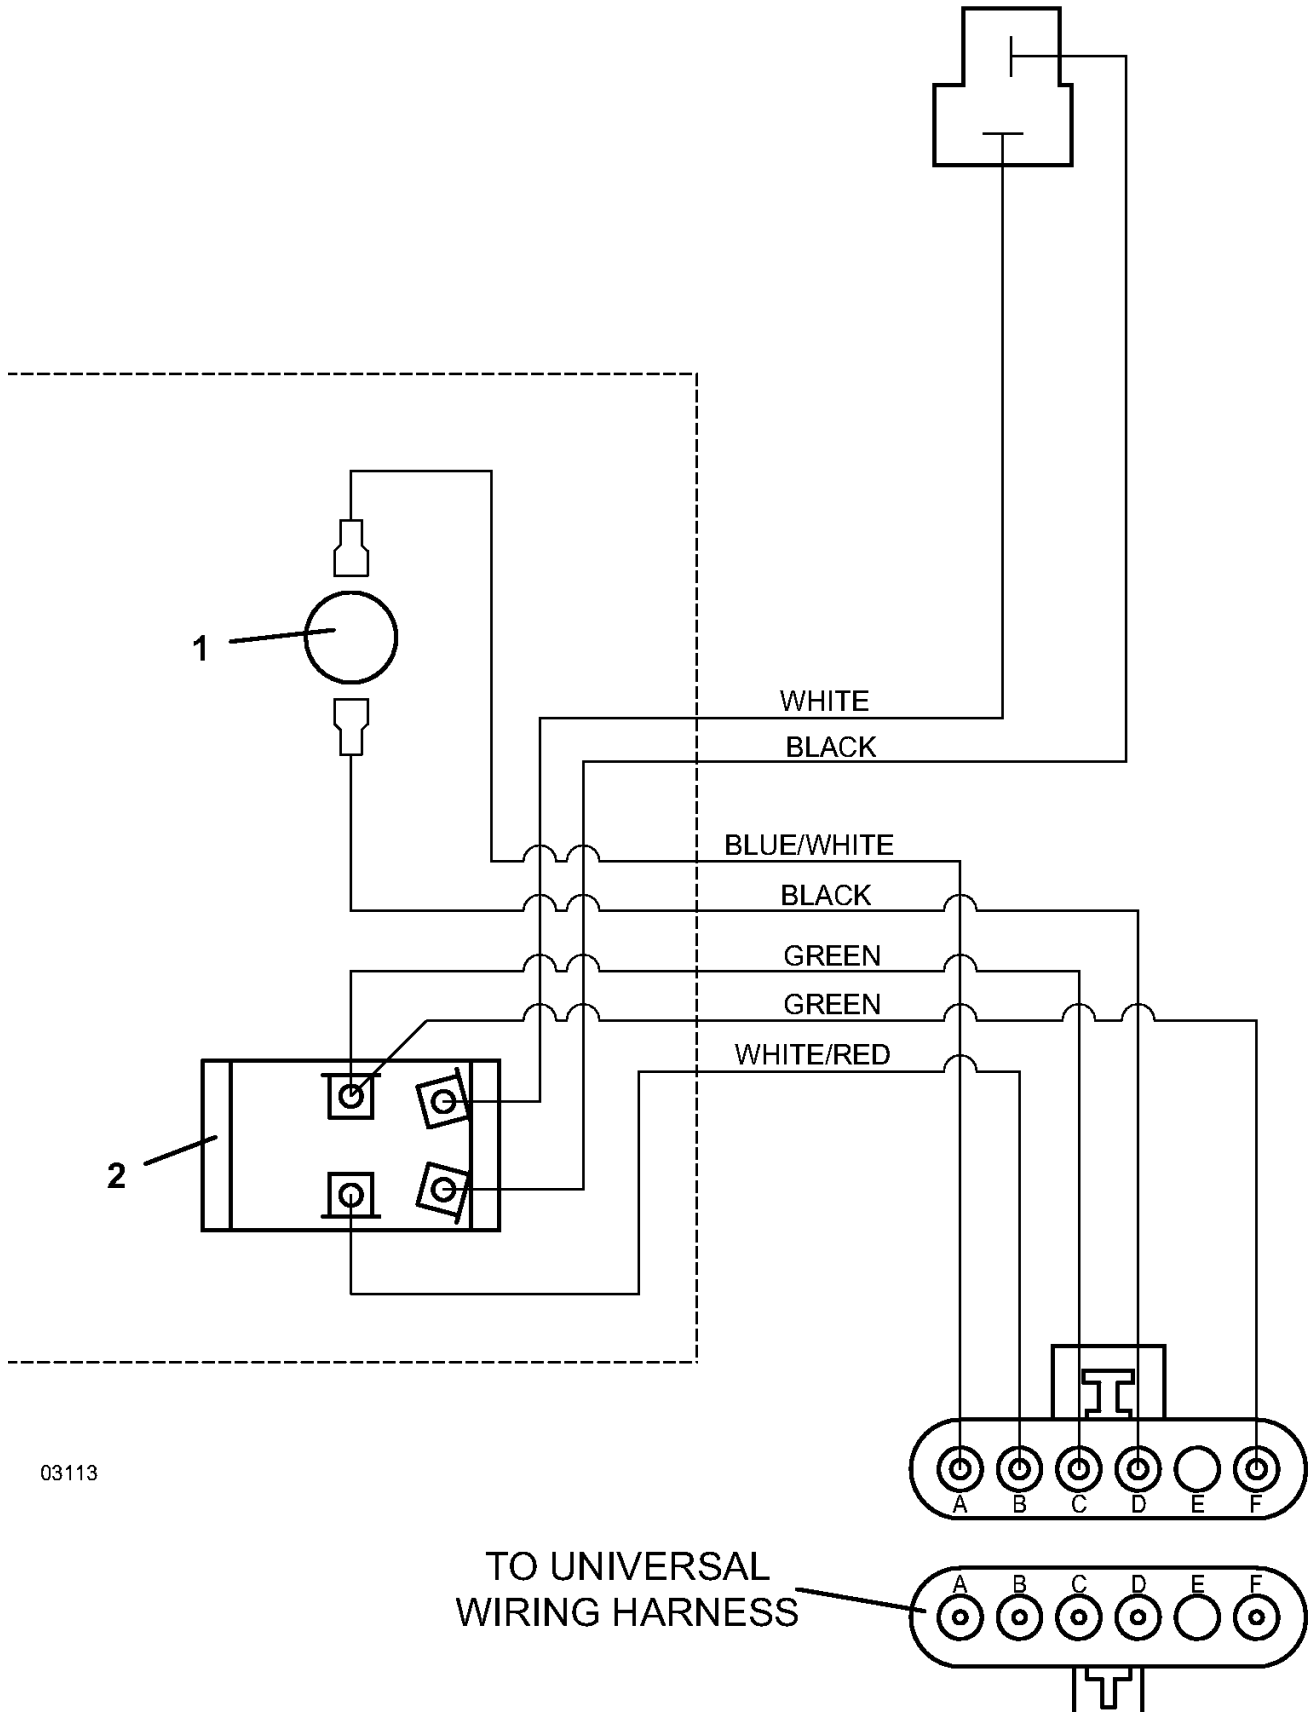 1
WHITE
BLACK
BLUE/WHITE
BLACK
GREEN
GREEN
WHITE/RED
2
03113
A B C D E F
TO UNIVERSAL
WIRING HARNESS
A B C D E F